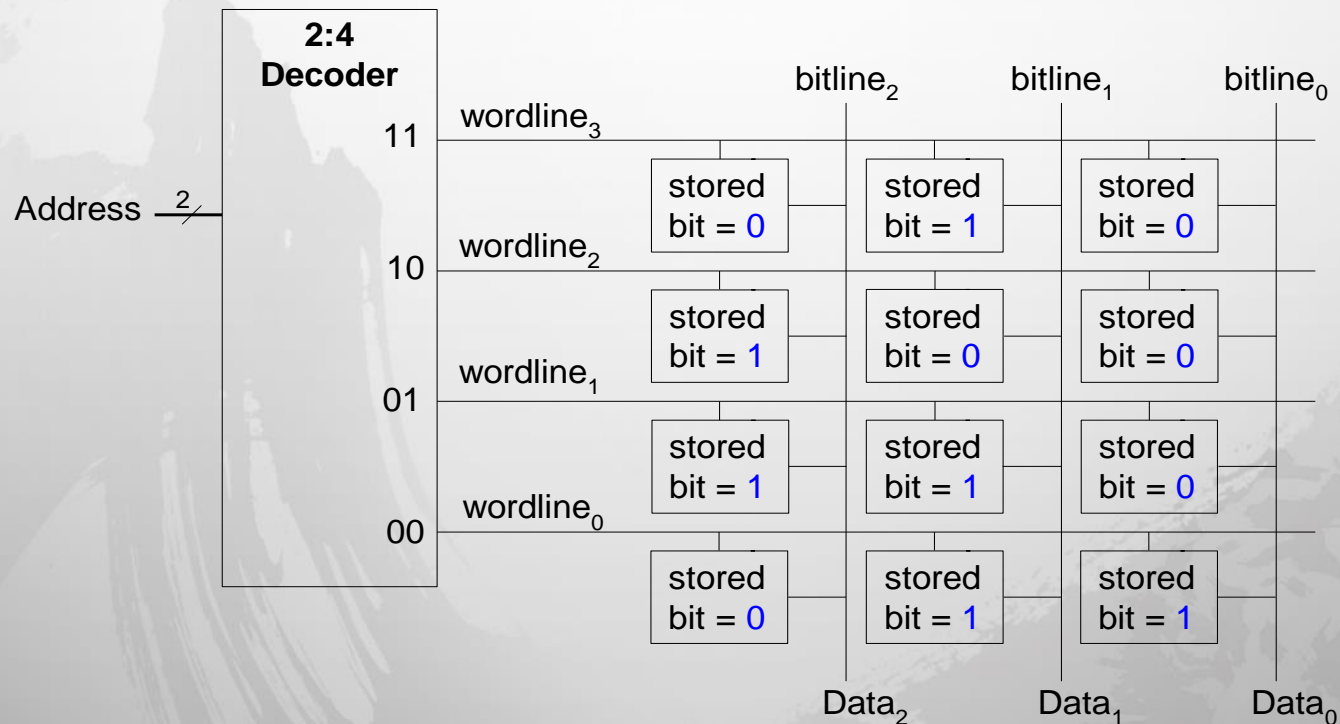 2:4
Decoder
bitline₂ bitline₁ bitline₀
wordline₃
11
stored stored stored
bit = 0 bit = 1 bit = 0
Address 2
wordline₂
10
stored stored stored
bit = 1 bit = 0 bit = 0
wordline₁
01
stored stored stored
bit = 1 bit = 1 bit = 0
wordline₀
00
stored stored stored
bit = 0 bit = 1 bit = 1
Data₂ Data₁ Data₀